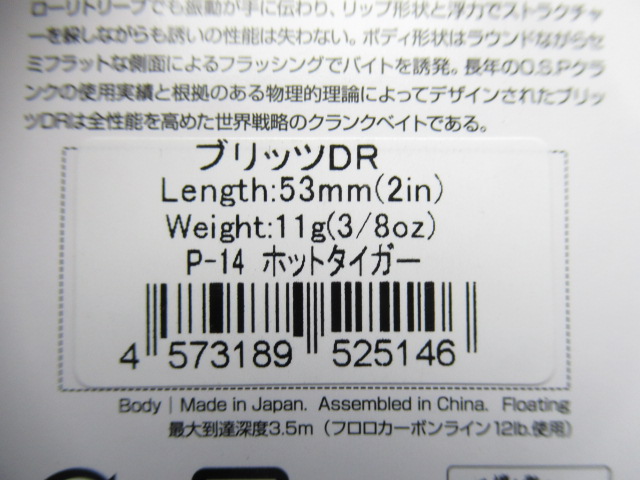 ローリトリーブでも振動が手に伝わり、リップ形状と浮力でストラクチャ
ーを躱しながらも誘いの性能は失わない。ボディ形状はラウンドながらセ
ミフラットな側面によるフラッシングでバイトを誘発。長年のO.S.Pクラ
ンクの使用実績と根拠のある物理的理論によってデザインされたブリッ
ツDRは全性能を高めた世界戦略のクランクベイトである。
ブリッツDR
Length:53mm(2in)
Weight:11g(3/8oz)
P-14 ホットタイガー
4 573189 525146
Body | Made in Japan. Assembled in China. Floating
最大到達深度3.5m（フロロカーボンライン12lb.使用）